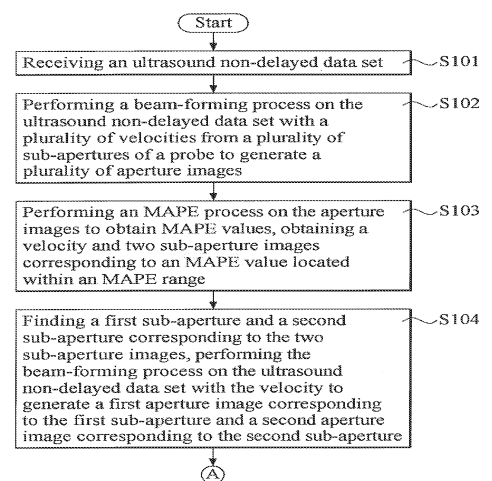 Start
Receiving an ultrasound non-delayed data set
S101
Performing a beam-forming process on the
ultrasound non-delayed data set with a
plurality of velocities from a plurality of
sub-apertures of a probe to generate a
plurality of aperture images
S102
Performing an MAPE process on the aperture
images to obtain MAPE values, obtaining a
velocity and two sub-aperture images
corresponding to an MAPE value located
within an MAPE range
S103
Finding a first sub-aperture and a second
sub-aperture corresponding to the two
sub-aperture images, performing the
beam-forming process on the ultrasound
non-delayed data set with the velocity to
generate a first aperture image corresponding
to the first sub-aperture and a second aperture
image corresponding to the second sub-aperture
S104
A